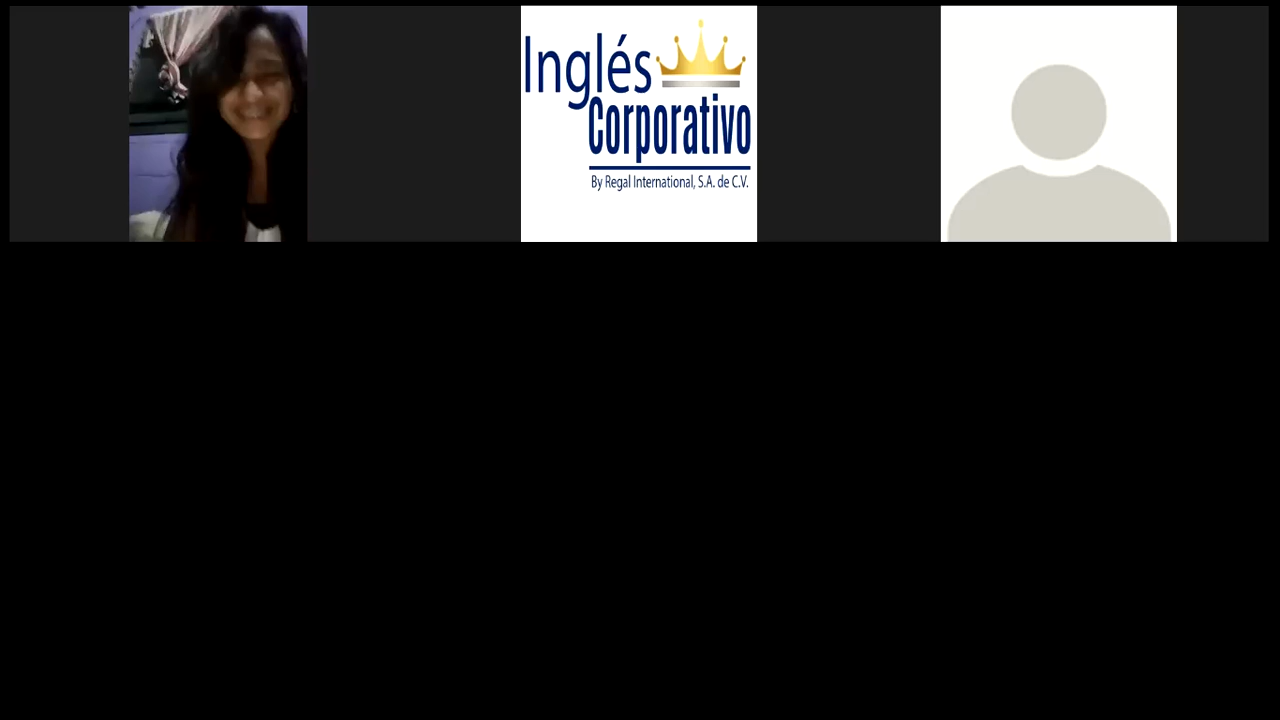 Inglés
Corporativo
By Regal International, S.A. de C.V.